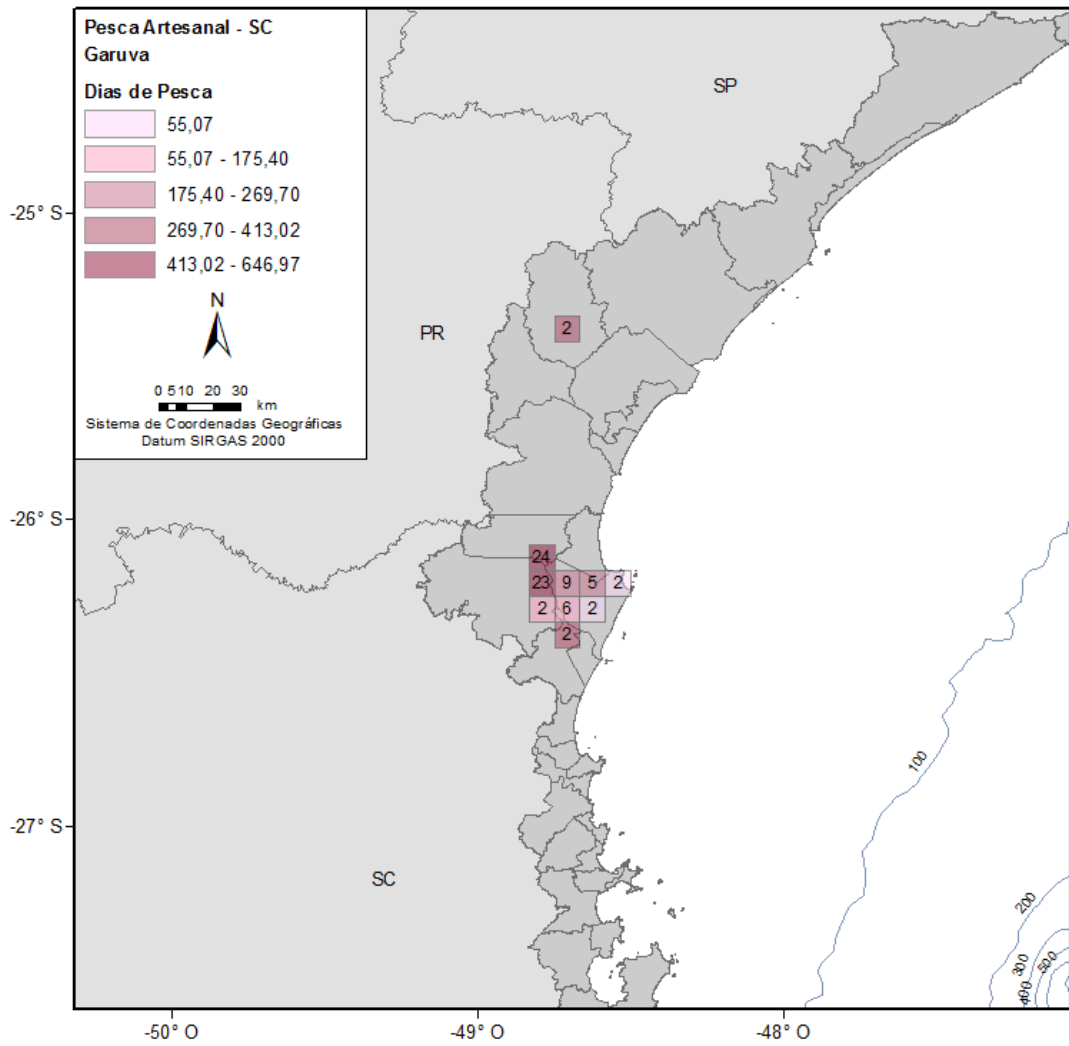 Pesca Artesanal - SC
Garuva
Dias de Pesca
55,07
55,07 - 175,40
175,40 - 269,70
269,70 - 413,02
413,02 - 646,97
N
0 5 10 20 30
km
Sistema de Coordenadas Geográficas
Datum SIRGAS 2000
SP
-25° S
PR
2
-26° S
24
23 9 5 2
2 6 2
2
100
-27° S
SC
200
300
500
400
-50° O -49° O -48° O